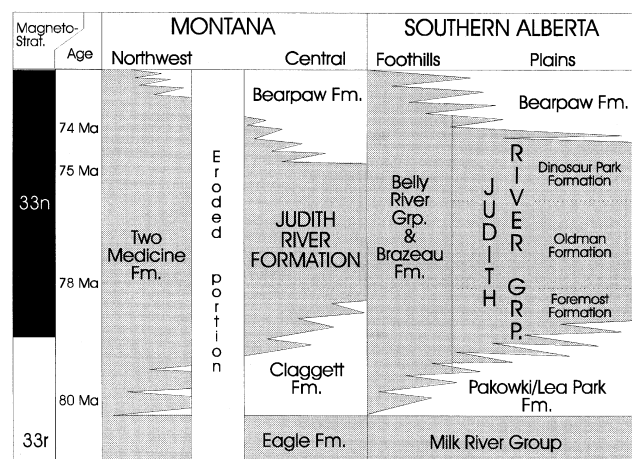 MONTANA
SOUTHERN ALBERTA
Magneto-
Strat.
Age
Northwest
Central
Foothills
Plains
33n
33r
74 Ma
75 Ma
78 Ma
80 Ma
Two
Medicine
Fm.
Eroded portion
Bearpaw Fm.
JUDITH
RIVER
FORMATION
Claggett
Fm.
Eagle Fm.
Belly
River
Grp.
&
Brazeau
Fm.
Bearpaw Fm.
JUDITH
RIVER GRP.
Dinosaur Park
Formation
Oldman
Formation
Foremost
Formation
Pakowki/Lea Park
Fm.
Milk River Group